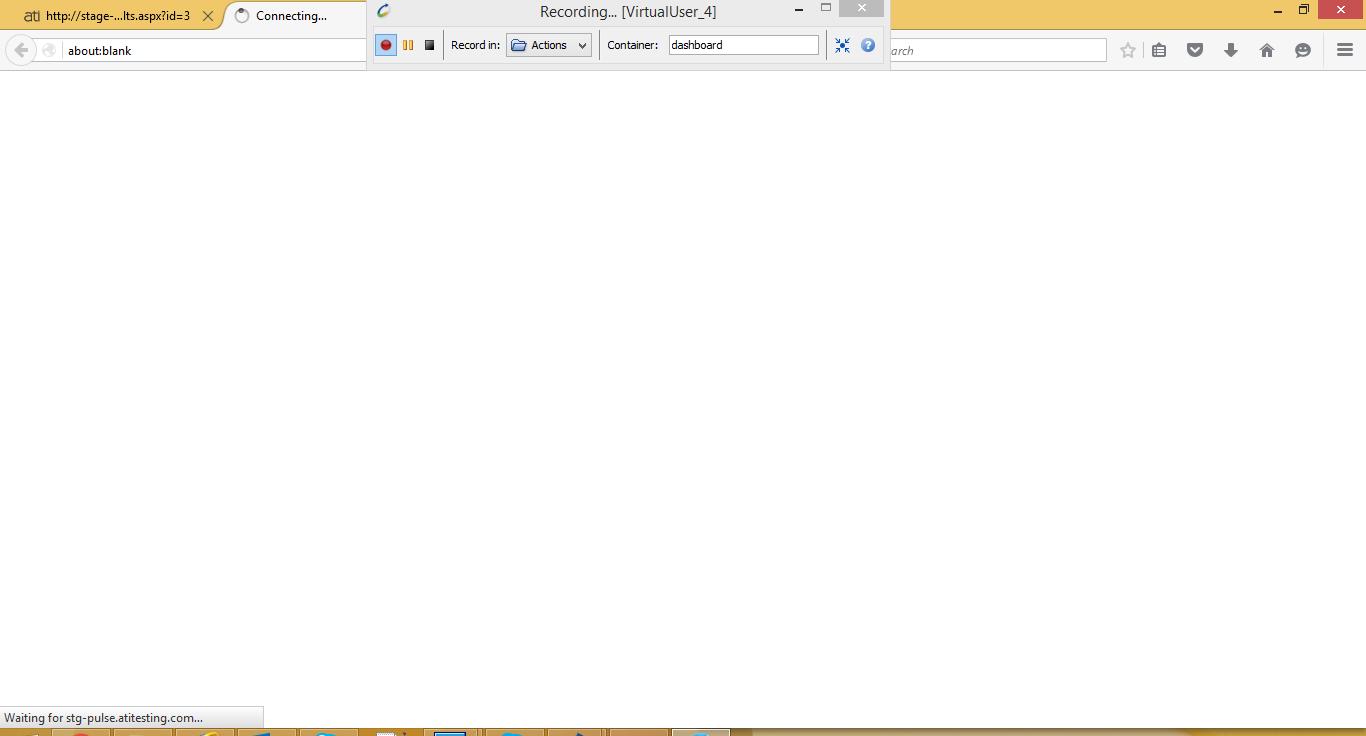 Recording... [VirtualUser_4]
ati http://stage-...lts.aspx?id=3
Connecting...
Record in: Actions Container: dashboard
about:blank
arch
Waiting for stg-pulse.atitesting.com...